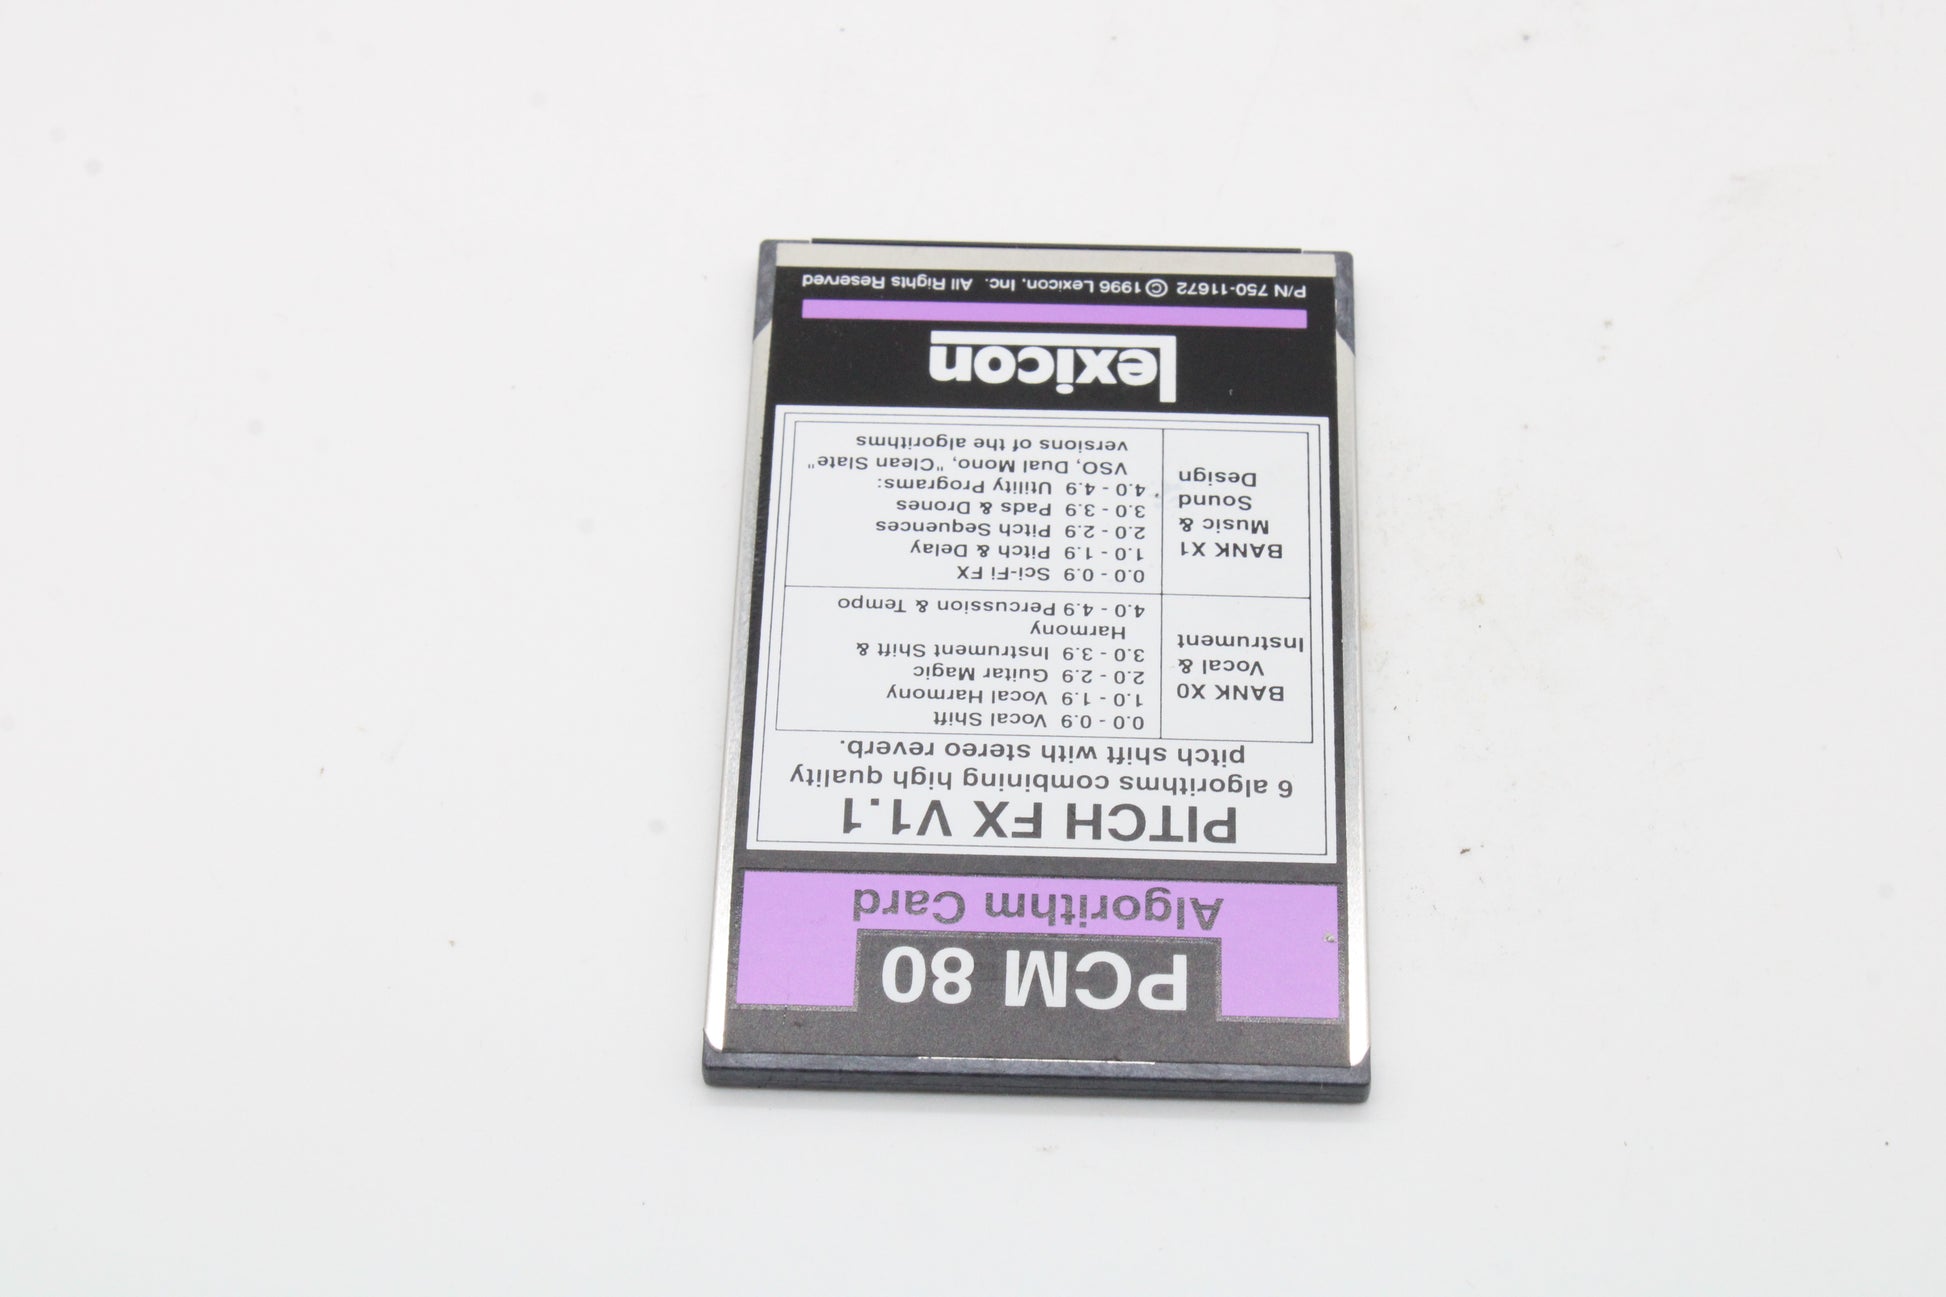 PCM 80
Algorithm Card
PITCH FX V1.1
6 algorithms combining high quality
pitch shift with stereo reverb.
BANK X0
Vocal &
Instrument
0.0 - 0.9 Vocal Shift
1.0 - 1.9 Vocal Harmony
2.0 - 2.9 Guitar Magic
3.0 - 3.9 Instrument Shift &
Harmony
4.0 - 4.9 Percussion & Tempo
BANK X1
Music &
Sound
Design
0.0 - 0.9 Sci-Fi FX
1.0 - 1.9 Pitch & Delay
2.0 - 2.9 Pitch Sequences
3.0 - 3.9 Pads & Drones
4.0 - 4.9 Utility Programs:
VSO, Dual Mono, "Clean Slate"
versions of the algorithms
lexicon
P/N 750-11672 © 1996 Lexicon, Inc. All Rights Reserved